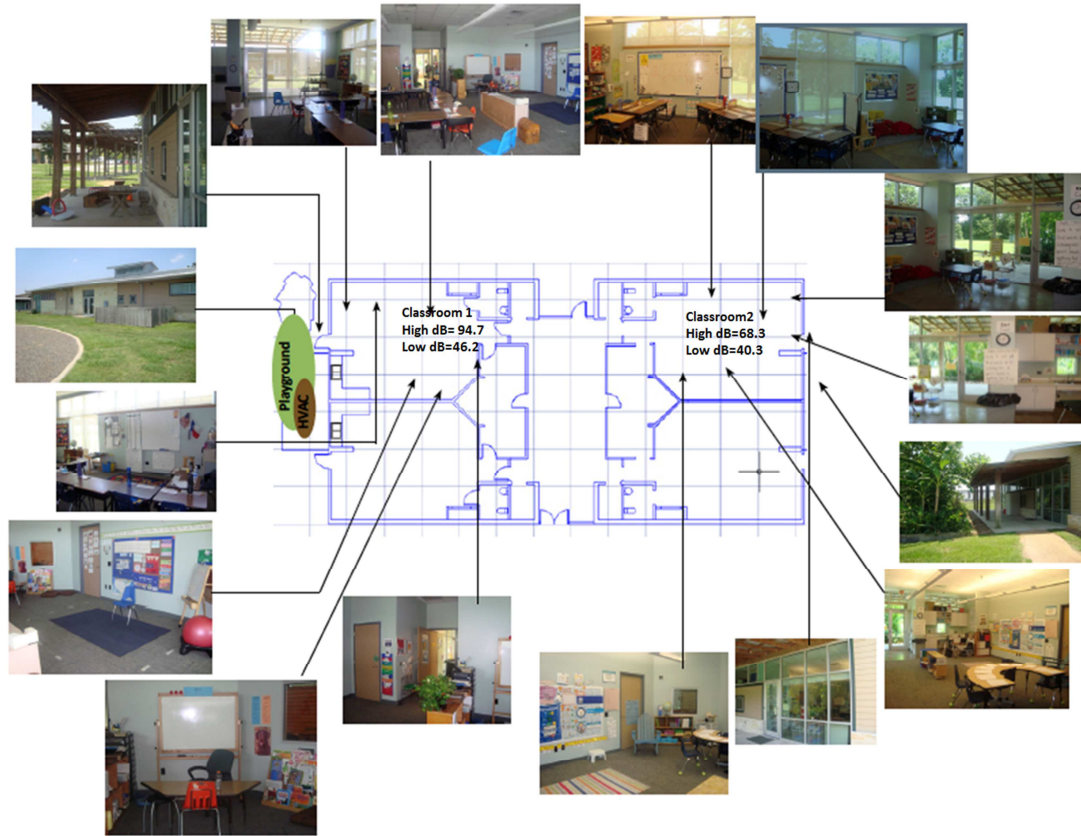 Classroom 1
High dB= 94.7
Low dB=46.2
Classroom2
High dB=68.3
Low dB=40.3
Playground
HVAC